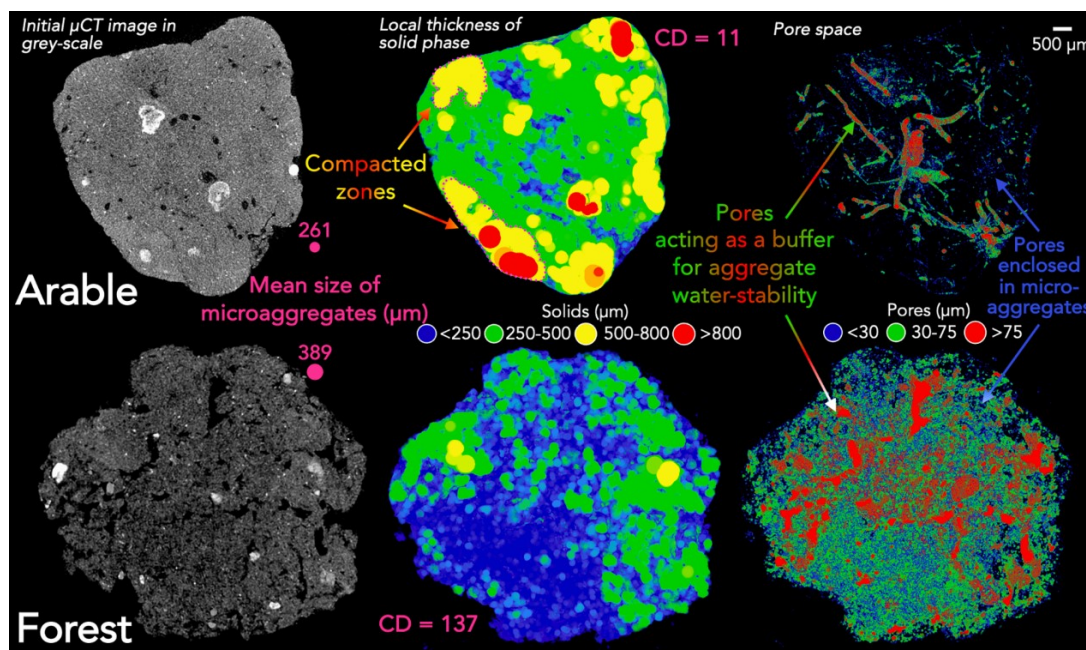 Initial µCT image in
grey-scale
Local thickness of
solid phase
CD = 11
Pore space
500 µm
Compacted
zones
261
Mean size of
microaggregates (µm)
Arable
Pores
acting as a buffer
for aggregate
water-stability
Pores
enclosed
in micro-
aggregates
Solids (µm)
<250 250-500 500-800 >800
Pores (µm)
<30 30-75 >75
389
CD = 137
Forest